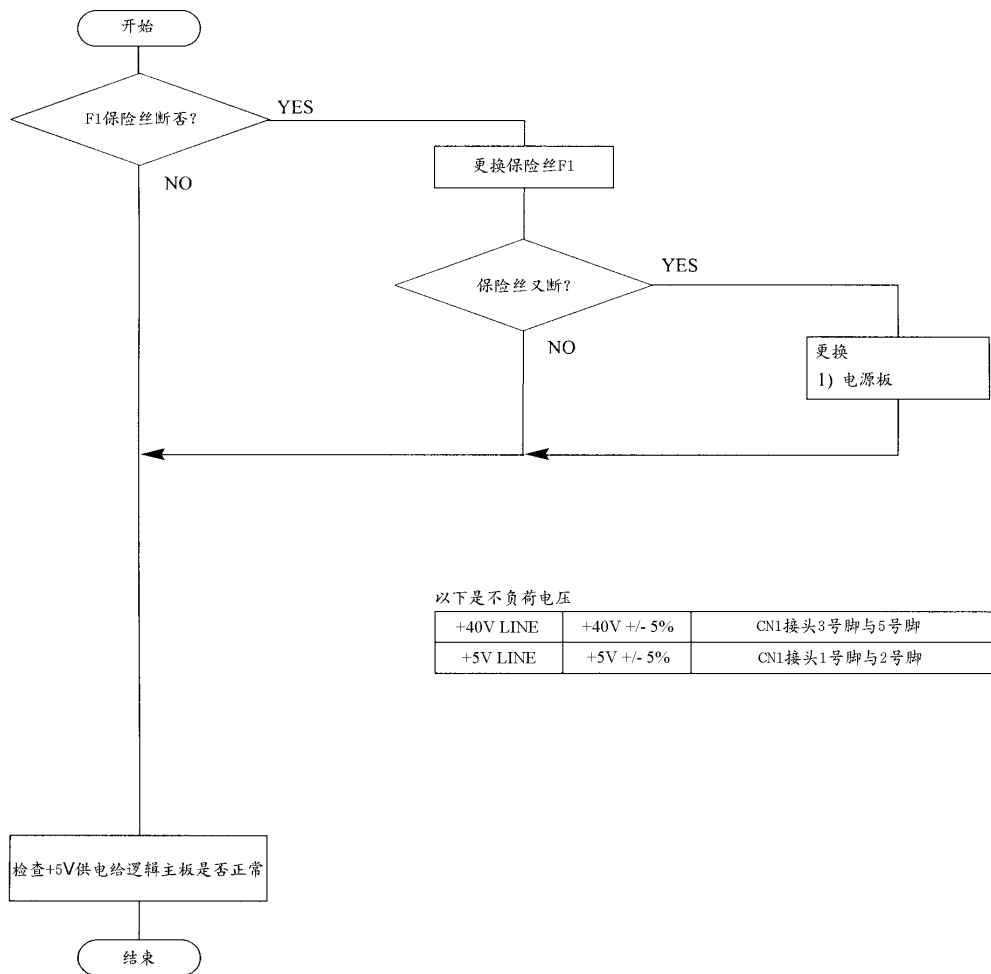 开始
F1保险丝断否?
YES
NO
更换保险丝F1
保险丝又断?
YES
NO
更换
1) 电源板
以下是不负荷电压
+40V LINE +40V +/- 5% CN1接头3号脚与5号脚
+5V LINE +5V +/- 5% CN1接头1号脚与2号脚
检查+5V供电给逻辑主板是否正常
结束